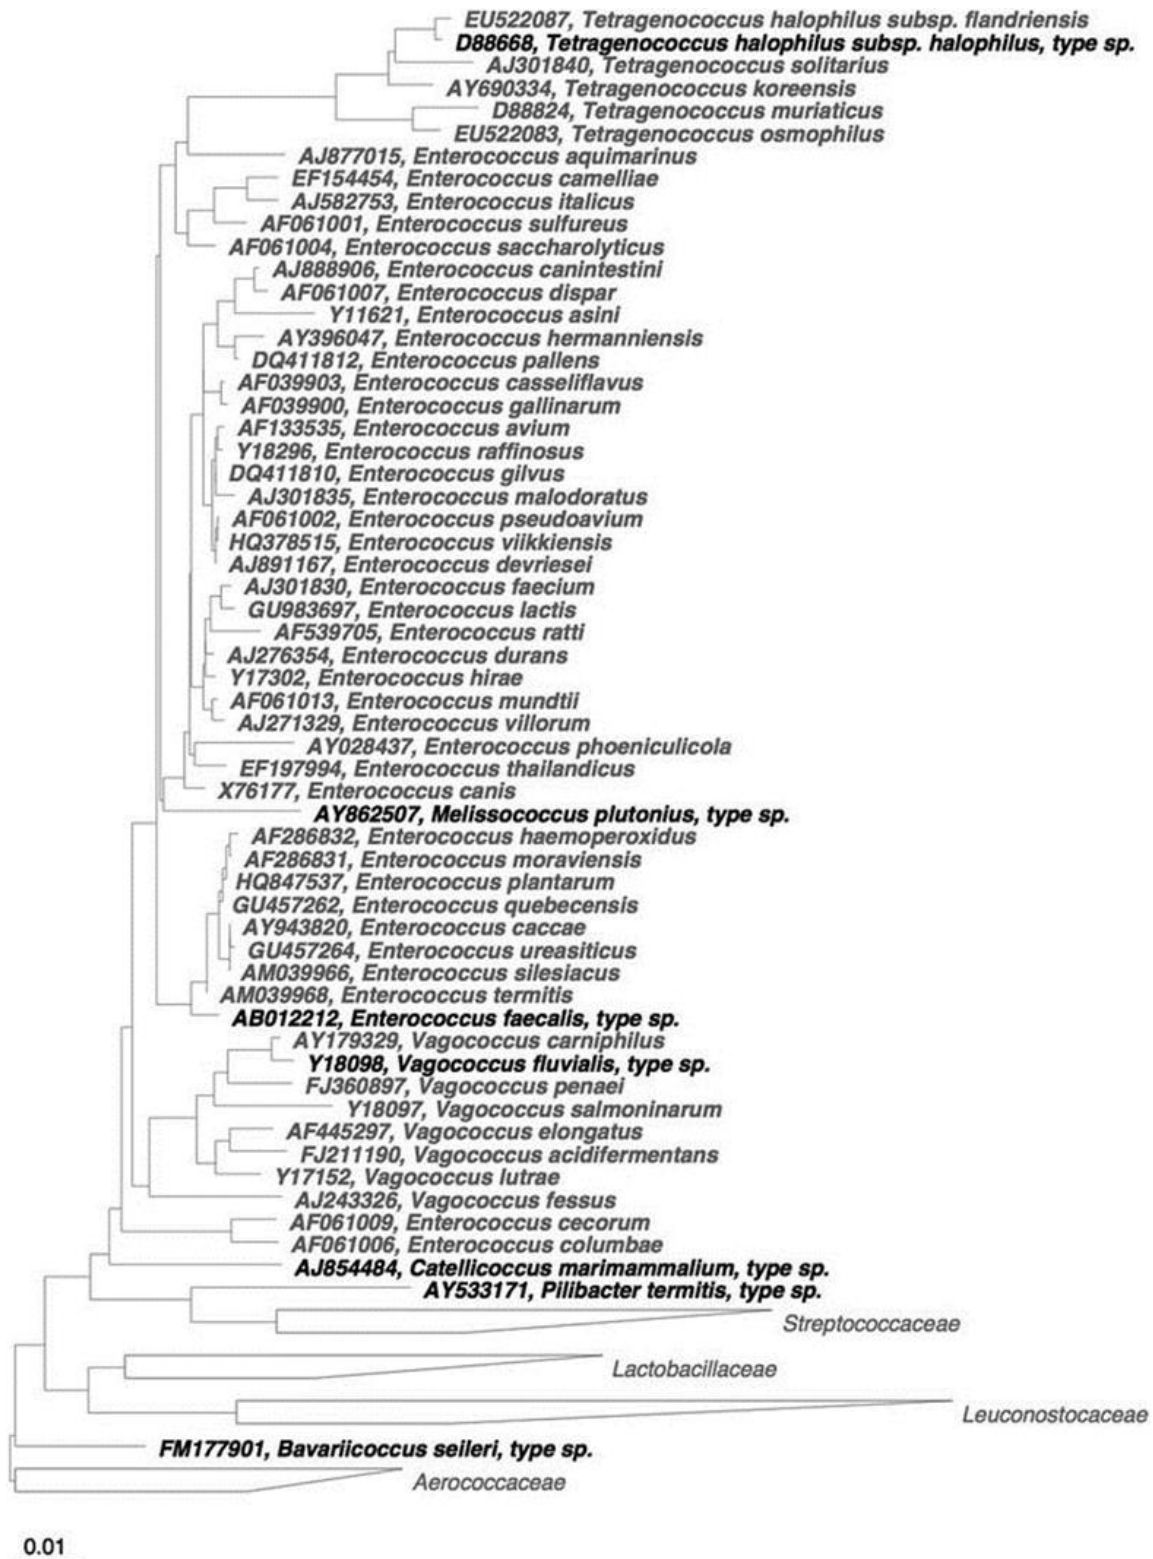 EU522087, Tetragenococcus halophilus subsp. flandriensis
D88668, Tetragenococcus halophilus subsp. halophilus, type sp.
AJ301840, Tetragenococcus solitarius
AY690334, Tetragenococcus koreensis
D88824, Tetragenococcus muriaticus
EU522083, Tetragenococcus osmophilus
AJ877015, Enterococcus aquimarinus
EF154454, Enterococcus camelliae
AJ582753, Enterococcus italicus
AF061001, Enterococcus sulfureus
AF061004, Enterococcus saccharolyticus
AJ888906, Enterococcus canintestini
AF061007, Enterococcus dispar
Y11621, Enterococcus asini
AY396047, Enterococcus hermanniensis
DQ411812, Enterococcus pallens
AF039903, Enterococcus casseliflavus
AF039900, Enterococcus gallinarum
AF133535, Enterococcus avium
Y18296, Enterococcus raffinosus
DQ411810, Enterococcus gilvus
AJ301835, Enterococcus malodoratus
AF061002, Enterococcus pseudoavium
HQ378515, Enterococcus viikkiensis
AJ891167, Enterococcus devriesei
AJ301830, Enterococcus faecium
GU983697, Enterococcus lactis
AF539705, Enterococcus ratti
AJ276354, Enterococcus durans
Y17302, Enterococcus hirae
AF061013, Enterococcus mundtii
AJ271329, Enterococcus villorum
AY028437, Enterococcus phoeniculicola
EF197994, Enterococcus thailandicus
X76177, Enterococcus canis
AY862507, Melissococcus plutonius, type sp.
AF286832, Enterococcus haemoperoxidus
AF286831, Enterococcus moraviensis
HQ847537, Enterococcus plantarum
GU457262, Enterococcus quebecensis
AY943820, Enterococcus caccae
GU457264, Enterococcus ureasiticus
AM039966, Enterococcus silesiacus
AM039968, Enterococcus termitis
AB012212, Enterococcus faecalis, type sp.
AY179329, Vagococcus carniphilus
Y18098, Vagococcus fluvialis, type sp.
FJ360897, Vagococcus penaei
Y18097, Vagococcus salmoninarum
AF445297, Vagococcus elongatus
FJ211190, Vagococcus acidifermentans
Y17152, Vagococcus lutrae
AJ243326, Vagococcus fessus
AF061009, Enterococcus cecorum
AF061006, Enterococcus columbae
AJ854484, Catellicoccus marimammalium, type sp.
AY533171, Pilibacter termitis, type sp.
Streptococcaceae
Lactobacillaceae
Leuconostocaceae
FM177901, Bavariicoccus seileri, type sp.
Aerococcaceae
0.01